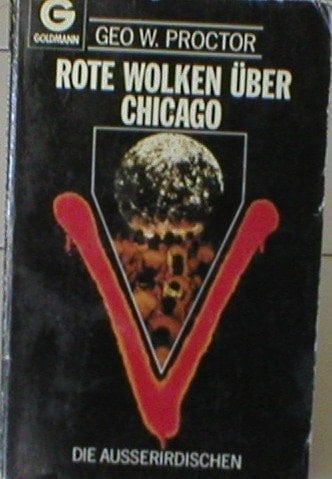 G
GOLDMANN
GEO W. PROCTOR
ROTE WOLKEN ÜBER
CHICAGO
V
DIE AUSSERIRDISCHEN